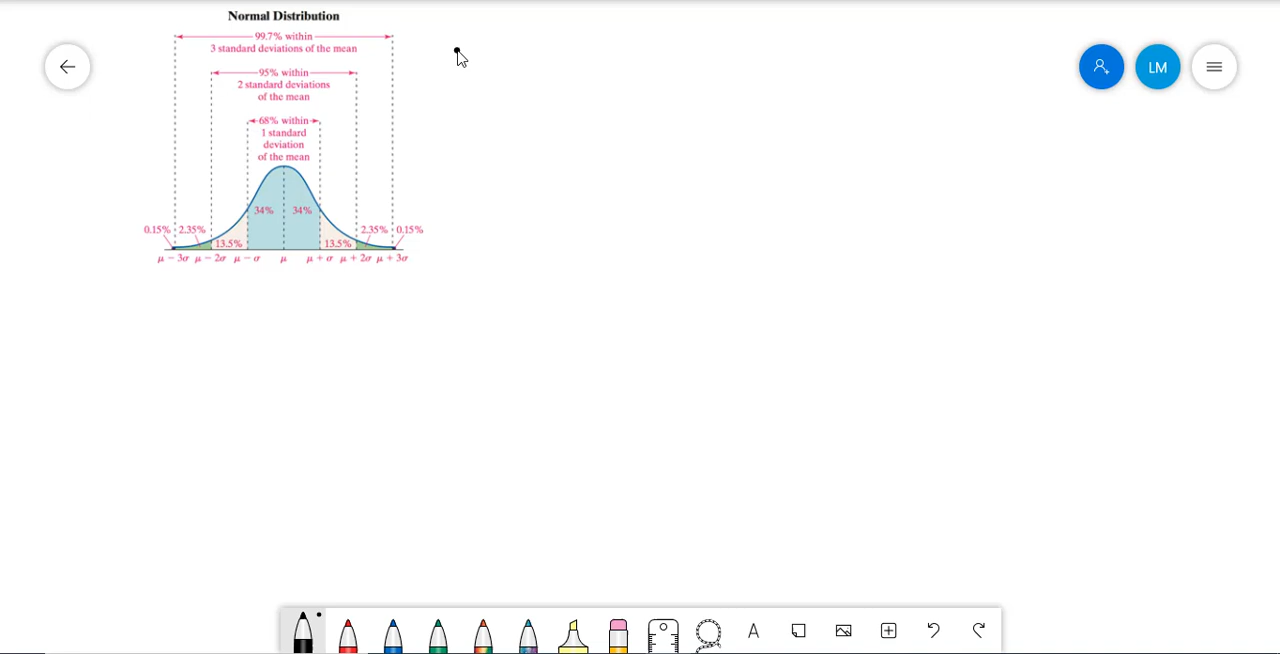 Normal Distribution
99.7% within
3 standard deviations of the mean
95% within
2 standard deviations
of the mean
68% within
1 standard
deviation
of the mean
34% 34%
0.15% 2.35% 2.35% 0.15%
13.5% 13.5%
μ − 3σ μ − 2σ μ − σ μ μ + σ μ + 2σ μ + 3σ
LM
A